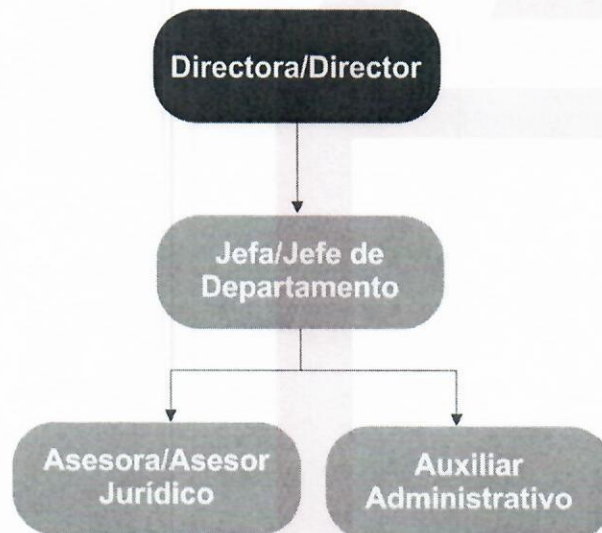 Directora/Director
Jefa/Jefe de
Departamento
Asesora/Asesor
Jurídico
Auxiliar
Administrativo